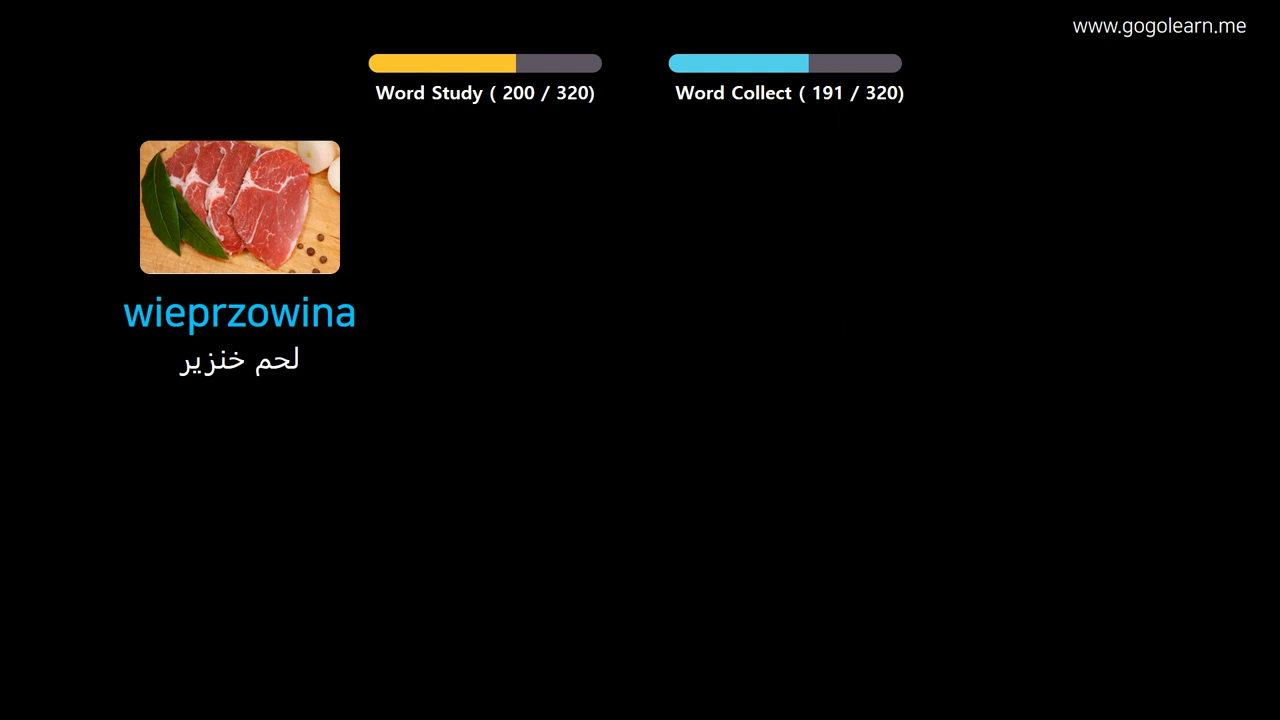 www.gogolearn.me
Word Study ( 200 / 320)
Word Collect ( 191 / 320)
wieprzowina
لحم خنزير